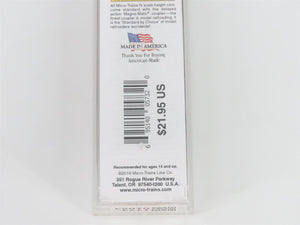 All Micro-Trains N scale freight cars
come standard with the delayed
action Magne-Matic® coupler—the
finest coupler in model railroading. It
is the 'Standard by Choice' of model
railroaders worldwide.
MADE IN AMERICA
Thank You For Buying
American-Made
$21.95 US
Recommended for ages 14 and up.
©2016 Micro-Trains Line Co.
351 Rogue River Parkway
Talent, OR 97540-1200 U.S.A.
www.micro-trains.com